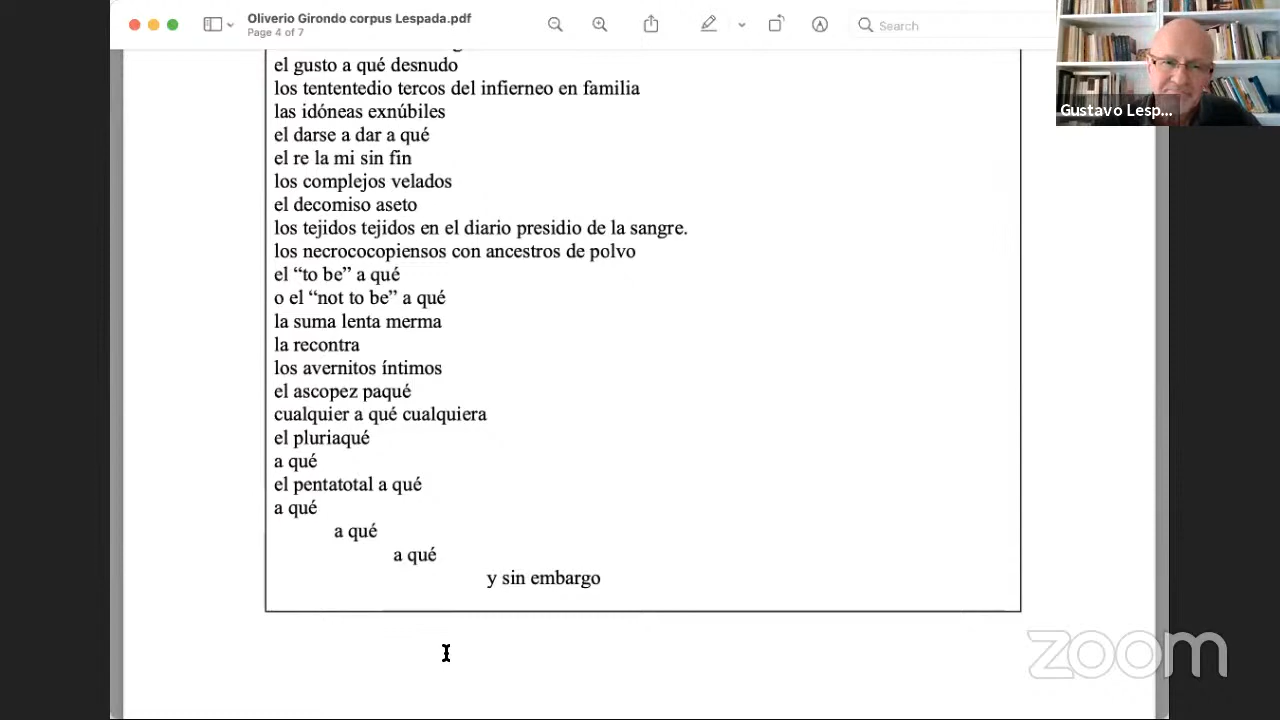 Oliverio Girondo corpus Lespada.pdf
Page 4 of 7
Search
Gustavo Lesp...
el gusto a qué desnudo
los tententedio tercos del infierneo en familia
las idóneas exnúbiles
el darse a dar a qué
el re la mi sin fin
los complejos velados
el decomiso aseto
los tejidos tejidos en el diario presidio de la sangre.
los necrococopiensos con ancestros de polvo
el “to be” a qué
o el “not to be” a qué
la suma lenta merma
la recontra
los avernitos íntimos
el ascopez paqué
cualquier a qué cualquiera
el pluriaqué
a qué
el pentatotal a qué
a qué
a qué
a qué
y sin embargo
zoom